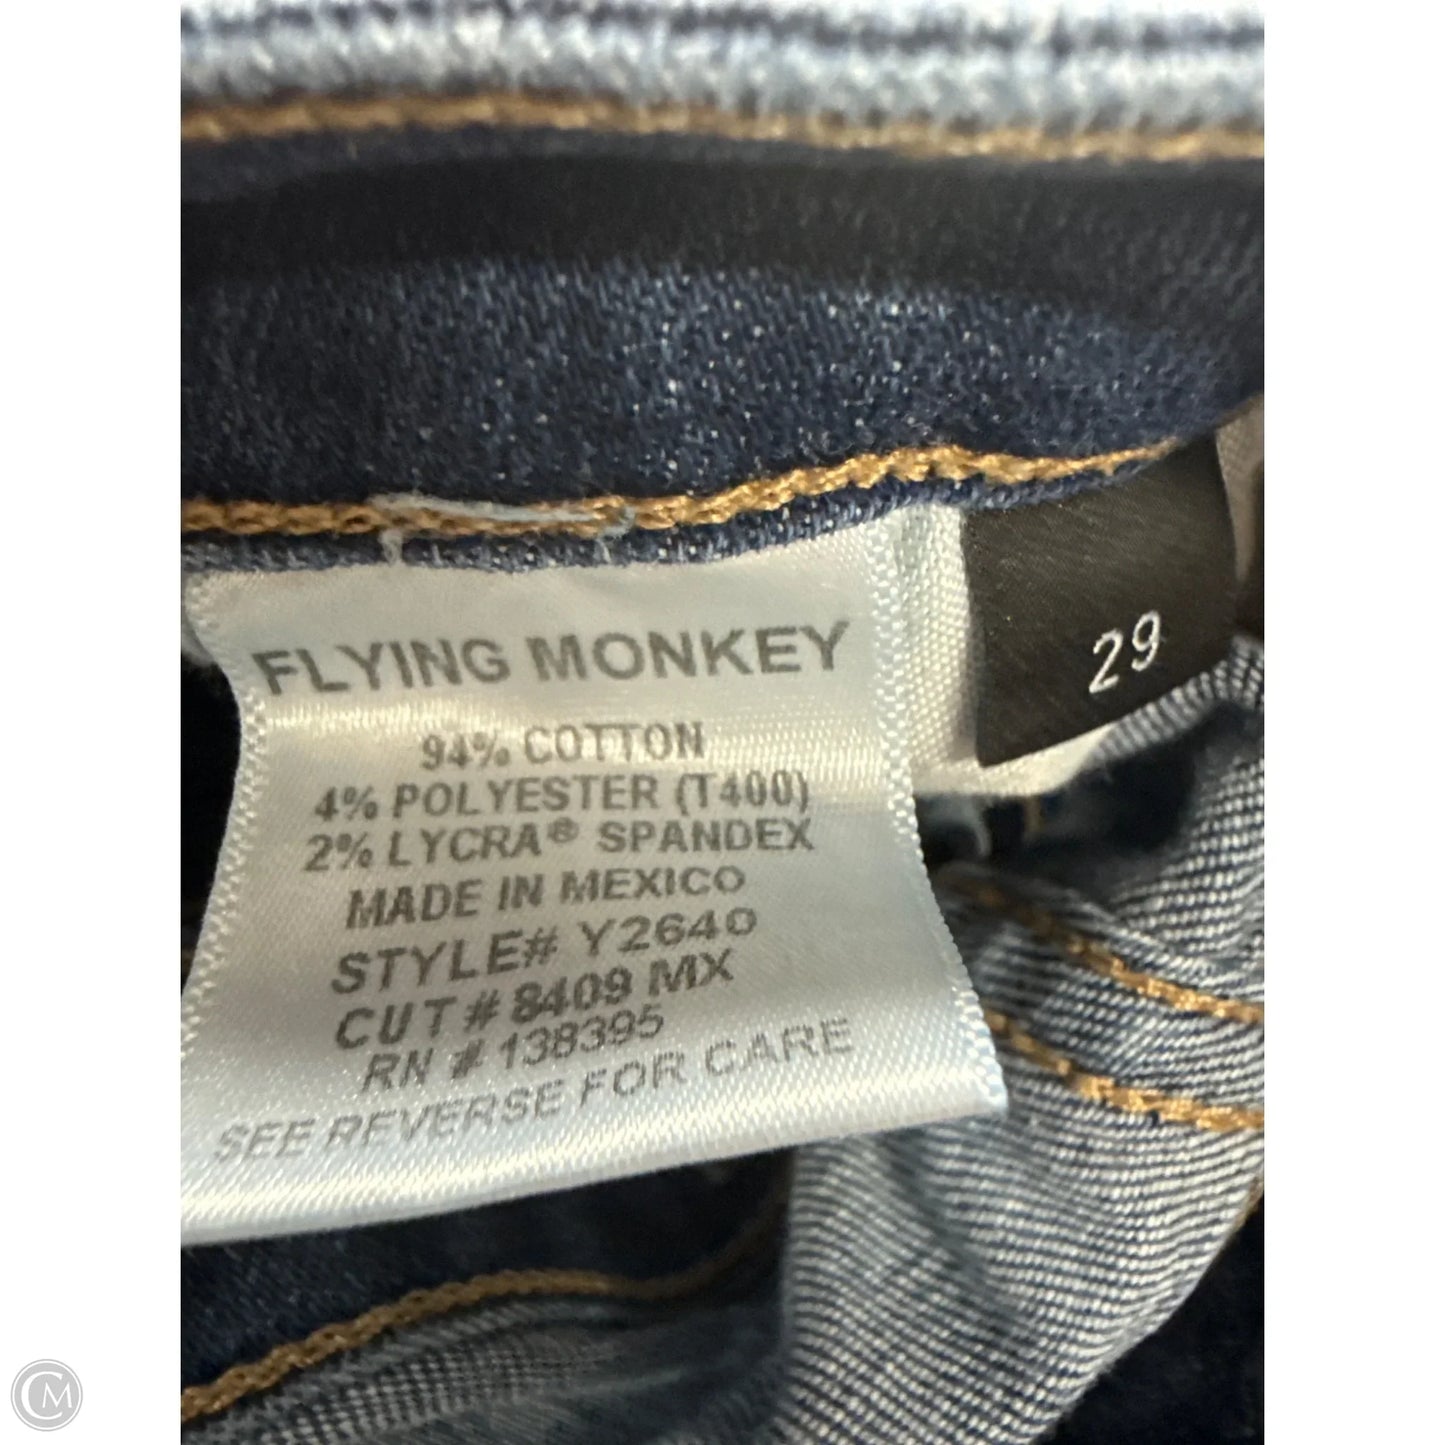 FLYING MONKEY
94% COTTON
4% POLYESTER (T400)
2% LYCRA® SPANDEX
MADE IN MEXICO
STYLE# Y2640
CUT# 8409 MX
RN # 138395
SEE REVERSE FOR CARE
29
CM